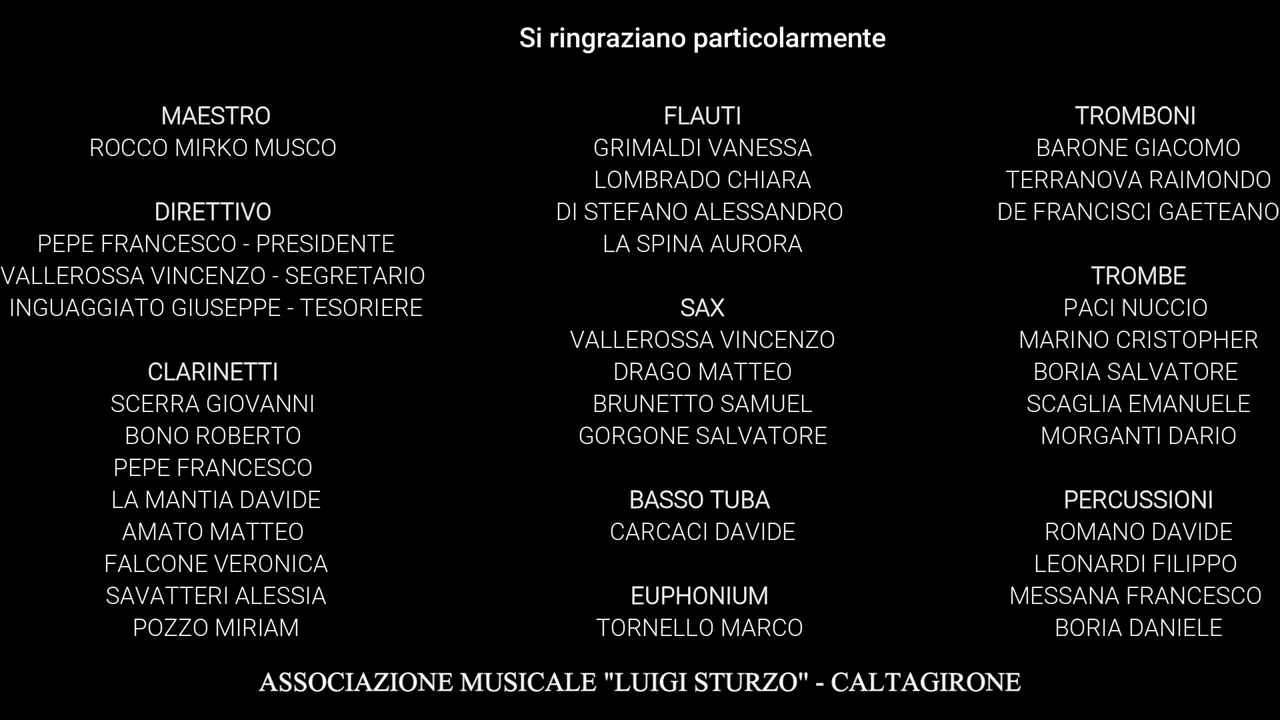 Si ringraziano particolarmente
MAESTRO
ROCCO MIRKO MUSCO
DIRETTIVO
PEPE FRANCESCO - PRESIDENTE
VALLEROSSA VINCENZO - SEGRETARIO
INGUAGGIATO GIUSEPPE - TESORIERE
CLARINETTI
SCERRA GIOVANNI
BONO ROBERTO
PEPE FRANCESCO
LA MANTIA DAVIDE
AMATO MATTEO
FALCONE VERONICA
SAVATTERI ALESSIA
POZZO MIRIAM
FLAUTI
GRIMALDI VANESSA
LOMBRADO CHIARA
DI STEFANO ALESSANDRO
LA SPINA AURORA
SAX
VALLEROSSA VINCENZO
DRAGO MATTEO
BRUNETTO SAMUEL
GORGONE SALVATORE
BASSO TUBA
CARCACI DAVIDE
EUPHONIUM
TORNELLO MARCO
TROMBONI
BARONE GIACOMO
TERRANOVA RAIMONDO
DE FRANCISCI GAETEANO
TROMBE
PACI NUCCIO
MARINO CRISTOPHER
BORIA SALVATORE
SCAGLIA EMANUELE
MORGANTI DARIO
PERCUSSIONI
ROMANO DAVIDE
LEONARDI FILIPPO
MESSANA FRANCESCO
BORIA DANIELE
ASSOCIAZIONE MUSICALE "LUIGI STURZO" - CALTAGIRONE